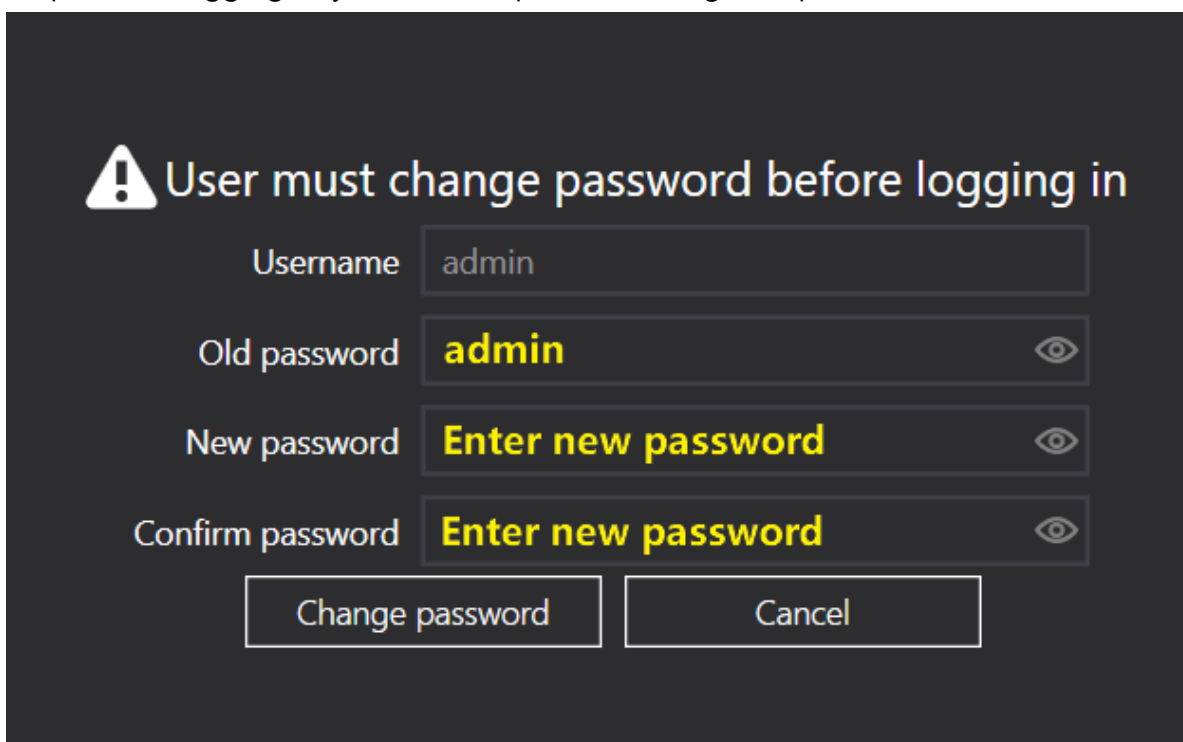 User must change password before logging in
Username admin
Old password admin
New password Enter new password
Confirm password Enter new password
Change password Cancel